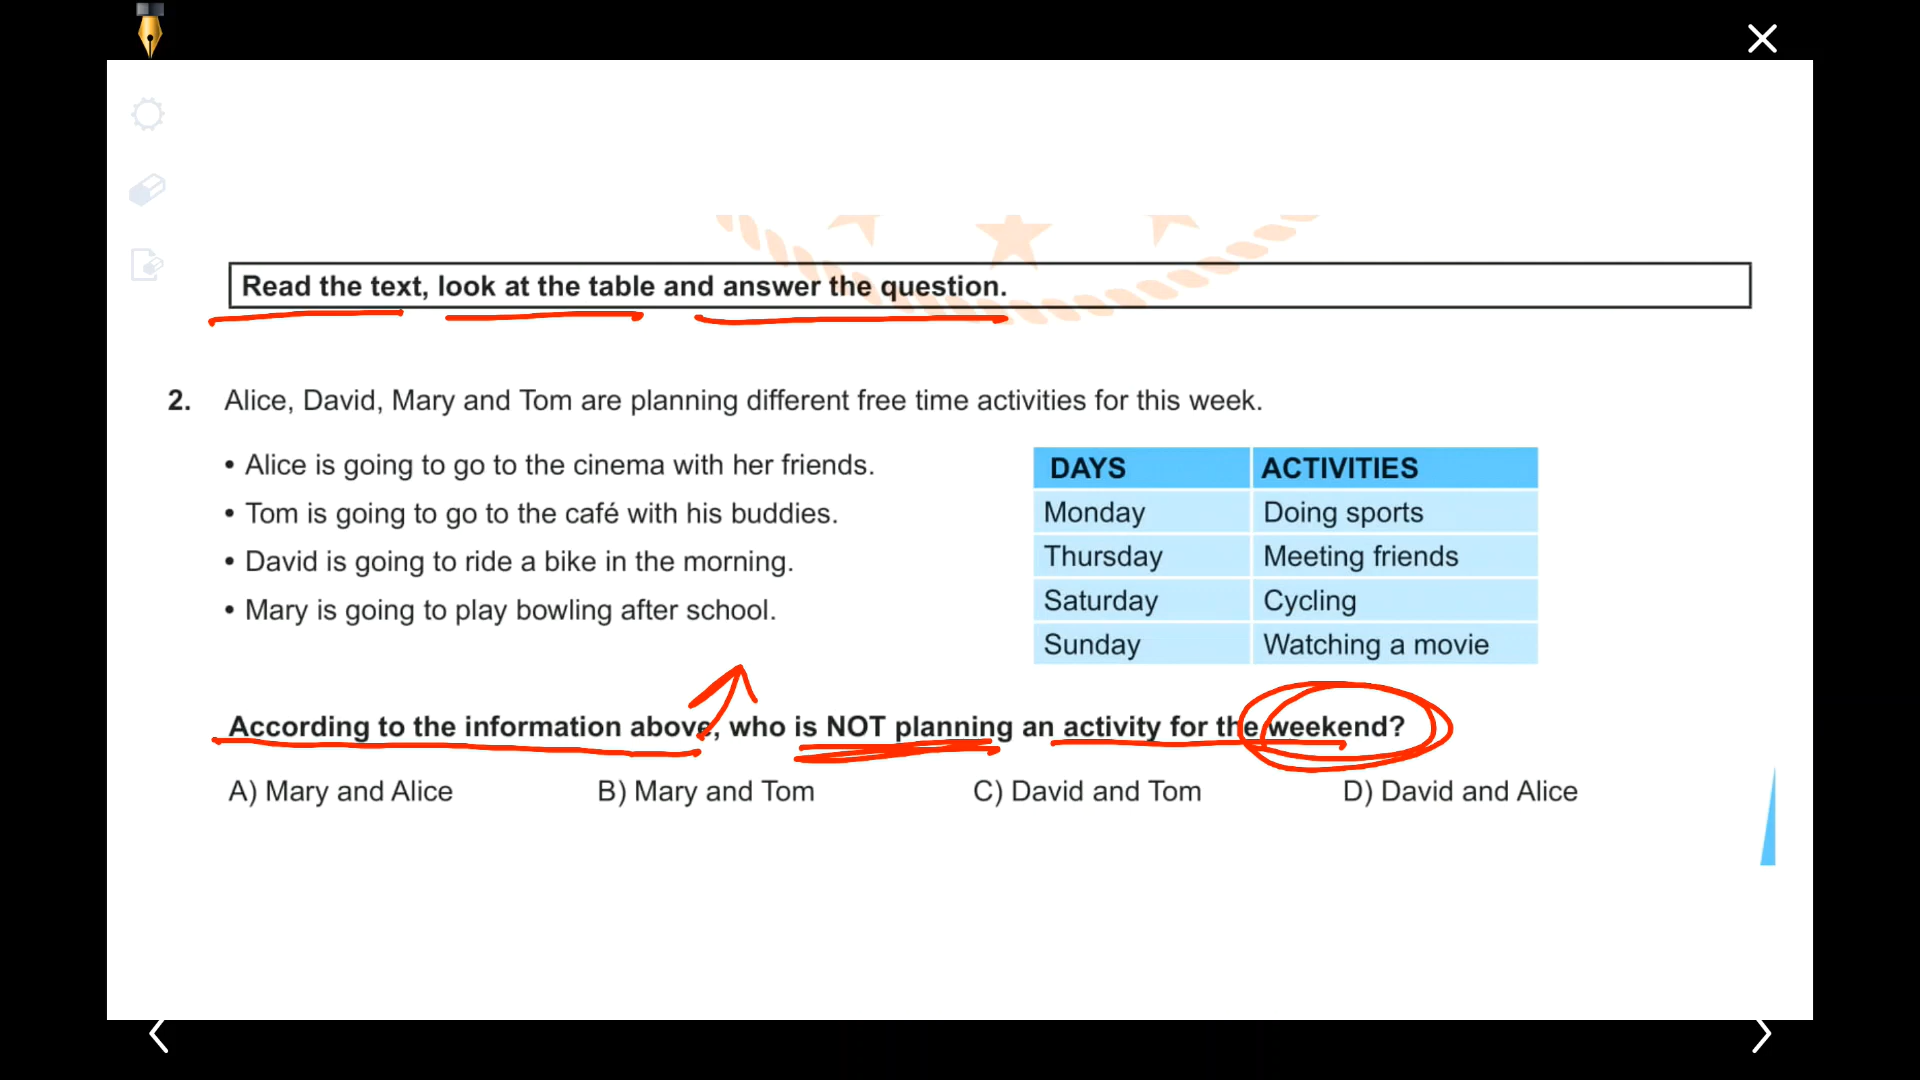 Read the text, look at the table and answer the question.
2. Alice, David, Mary and Tom are planning different free time activities for this week.
• Alice is going to go to the cinema with her friends.
• Tom is going to go to the café with his buddies.
• David is going to ride a bike in the morning.
• Mary is going to play bowling after school.
DAYS ACTIVITIES
Monday Doing sports
Thursday Meeting friends
Saturday Cycling
Sunday Watching a movie
According to the information above, who is NOT planning an activity for the weekend?
A) Mary and Alice B) Mary and Tom C) David and Tom D) David and Alice